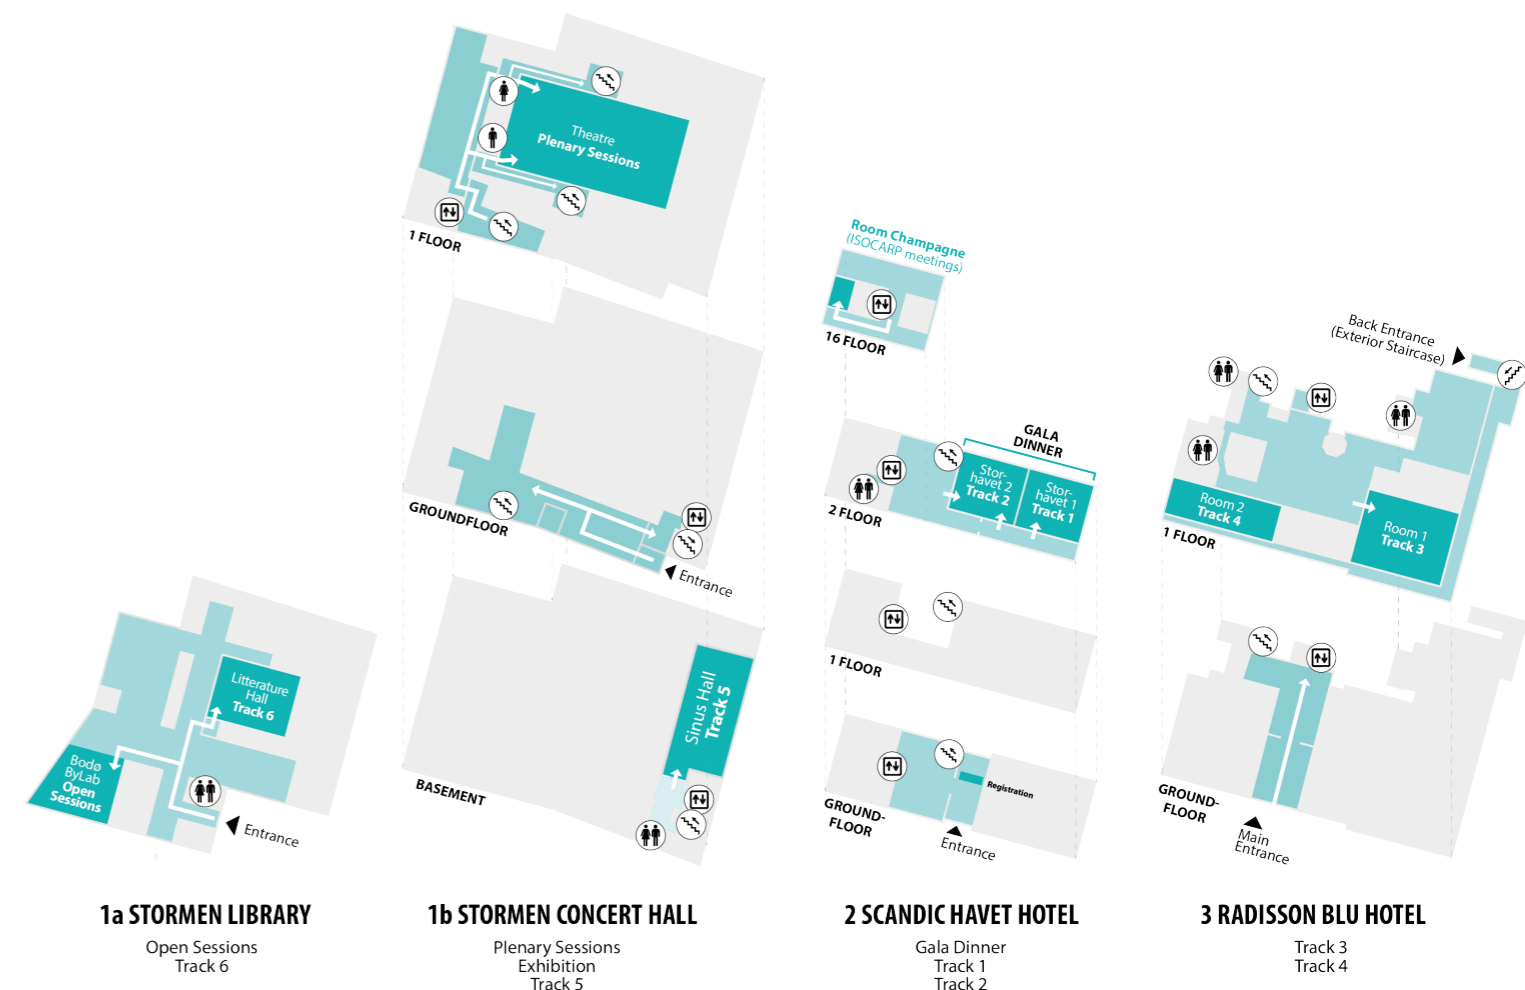 Theatre
Plenary Sessions
1 FLOOR
GROUNDFLOOR
Entrance
Sinus Hall
Track 5
BASEMENT
Litterature
Hall
Track 6
Bodø
ByLab
Open
Sessions
Entrance
Room Champagne
(ISOCARP meetings)
16 FLOOR
GALA
DINNER
Stor-
havet 2
Track 2
Stor-
havet 1
Track 1
2 FLOOR
1 FLOOR
Registration
GROUND-
FLOOR
Entrance
Back Entrance
(Exterior Staircase)
Room 2
Track 4
Room 1
Track 3
1 FLOOR
GROUND-
FLOOR
Main
Entrance
1a STORMEN LIBRARY
Open Sessions
Track 6
1b STORMEN CONCERT HALL
Plenary Sessions
Exhibition
Track 5
2 SCANDIC HAVET HOTEL
Gala Dinner
Track 1
Track 2
3 RADISSON BLU HOTEL
Track 3
Track 4